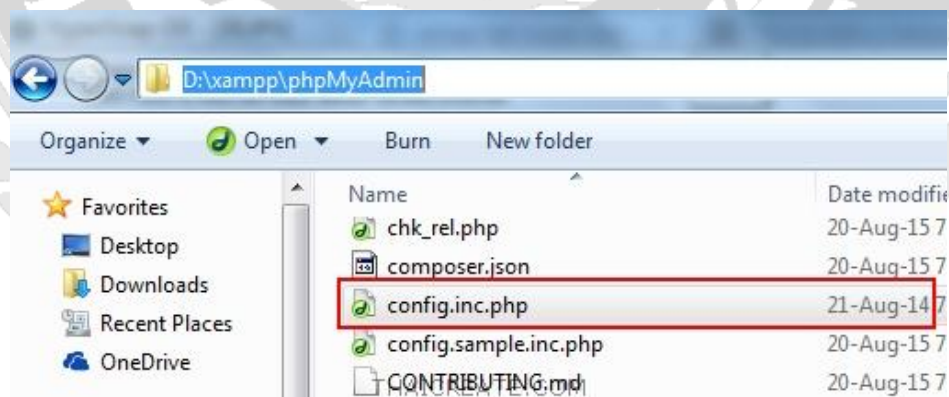 D:\xampp\phpMyAdmin
Organize Open Burn New folder
Name Date modifie
Favorites
chk_rel.php 20-Aug-15 7
Desktop
composer.json 20-Aug-15 7
Downloads
config.inc.php 21-Aug-14 7
Recent Places
config.sample.inc.php 20-Aug-15 7
OneDrive
CONTRIBUTING.md 20-Aug-15 7
THAICREATE.COM